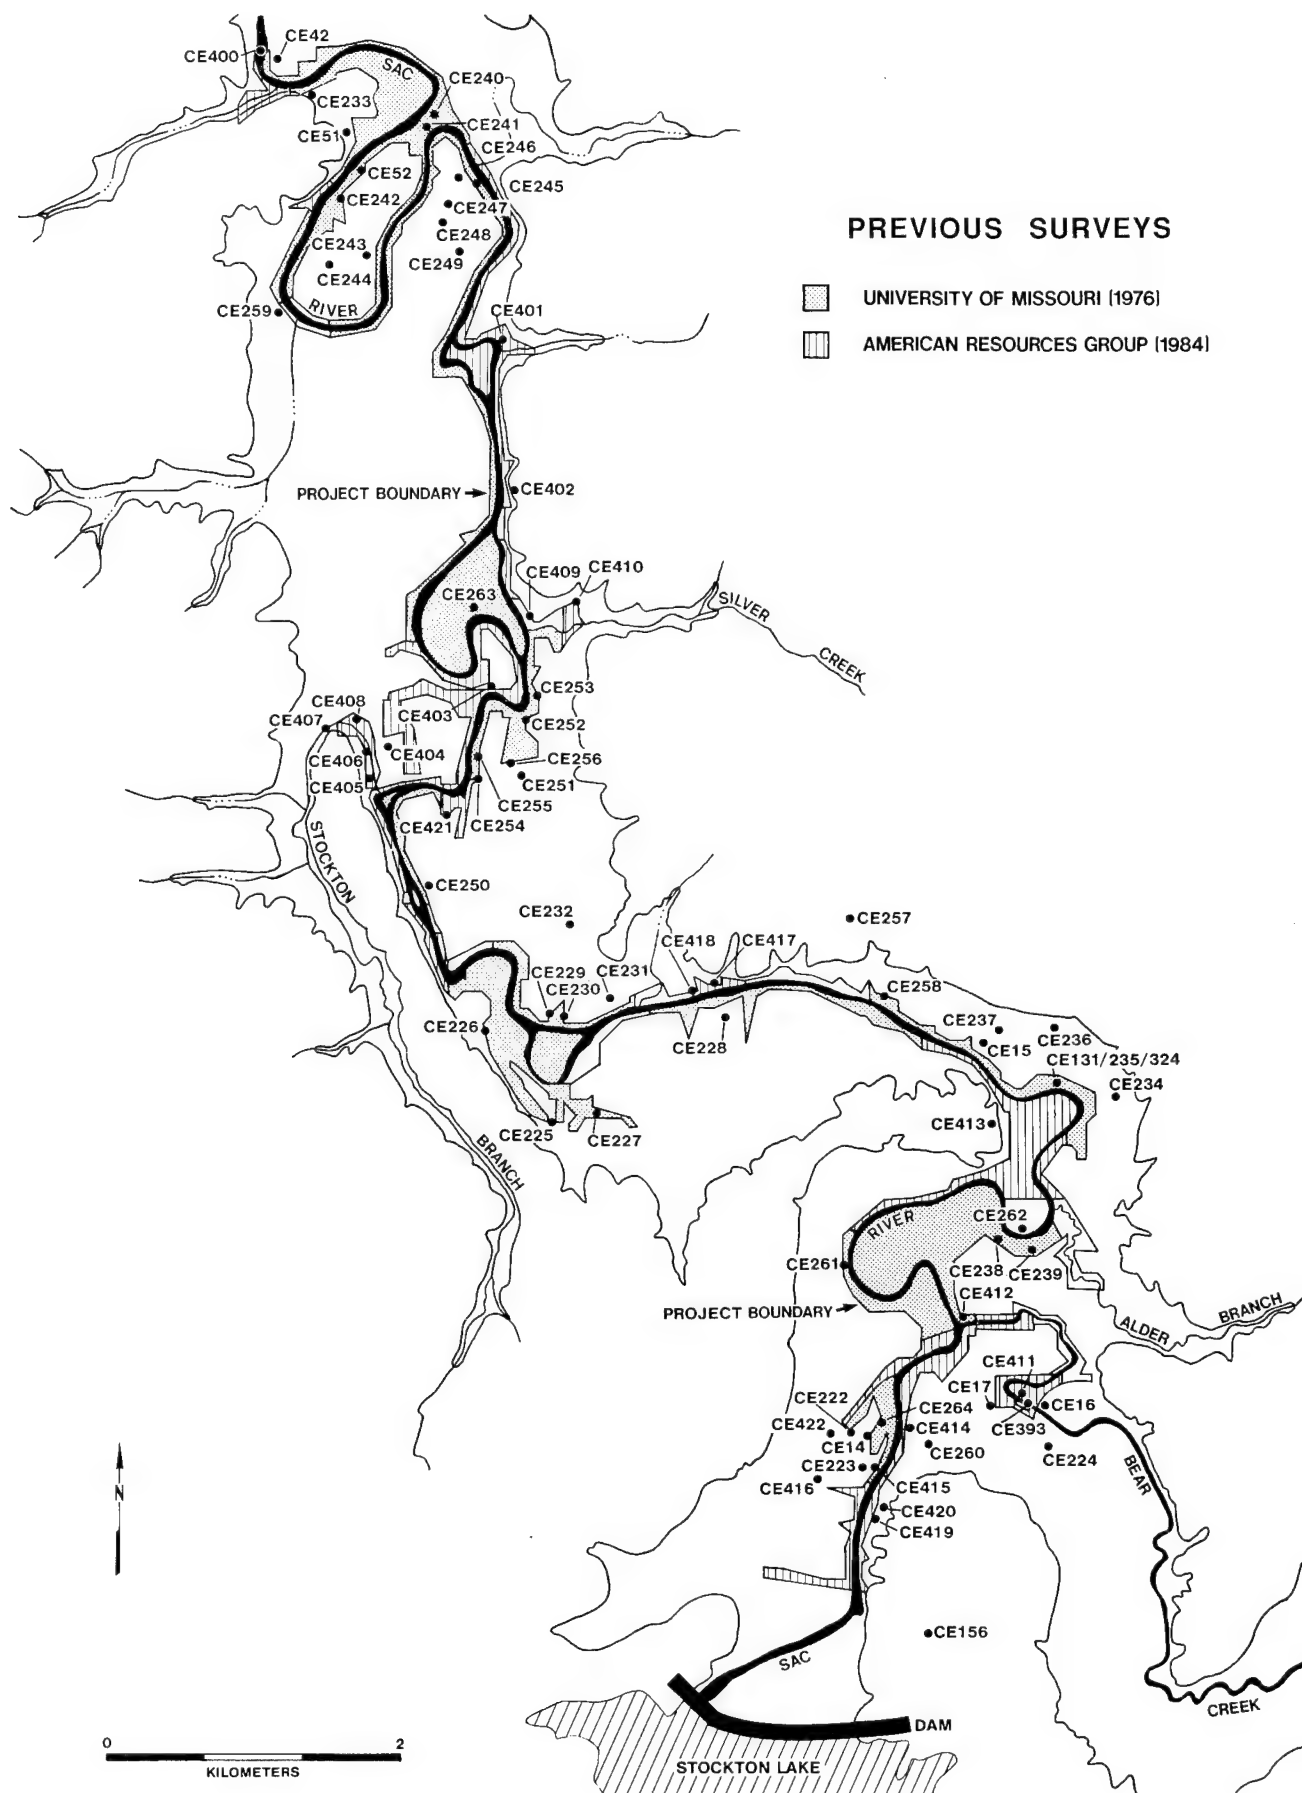 CE42
CE400
SAC
CE240
CE233
CE241
CE51
CE246
CE52
CE245
CE242
CE247
PREVIOUS SURVEYS
CE248
CE243
CE249
CE244
UNIVERSITY OF MISSOURI (1976)
RIVER
CE259
CE401
AMERICAN RESOURCES GROUP (1984)
CE402
PROJECT BOUNDARY
CE409
CE410
CE263
SILVER
CREEK
CE253
CE408
CE403
CE407
CE252
CE404
CE406
CE256
CE405
CE251
CE255
CE421
CE254
STOCKTON
CE250
CE232
CE257
CE418
CE417
CE229
CE231
CE230
CE258
CE226
CE237
CE236
CE228
CE15
CE131/235/324
CE234
CE413
CE225
CE227
BRANCH
RIVER
CE262
CE261
CE238
CE239
CE412
PROJECT BOUNDARY
BRANCH
ALDER
CE411
CE17
CE222
CE264
CE16
CE422
CE414
CE393
CE14
CE260
CE224
CE223
BEAR
CE416
CE415
N
CE420
CE419
CE156
SAC
CREEK
DAM
0 2
STOCKTON LAKE
KILOMETERS